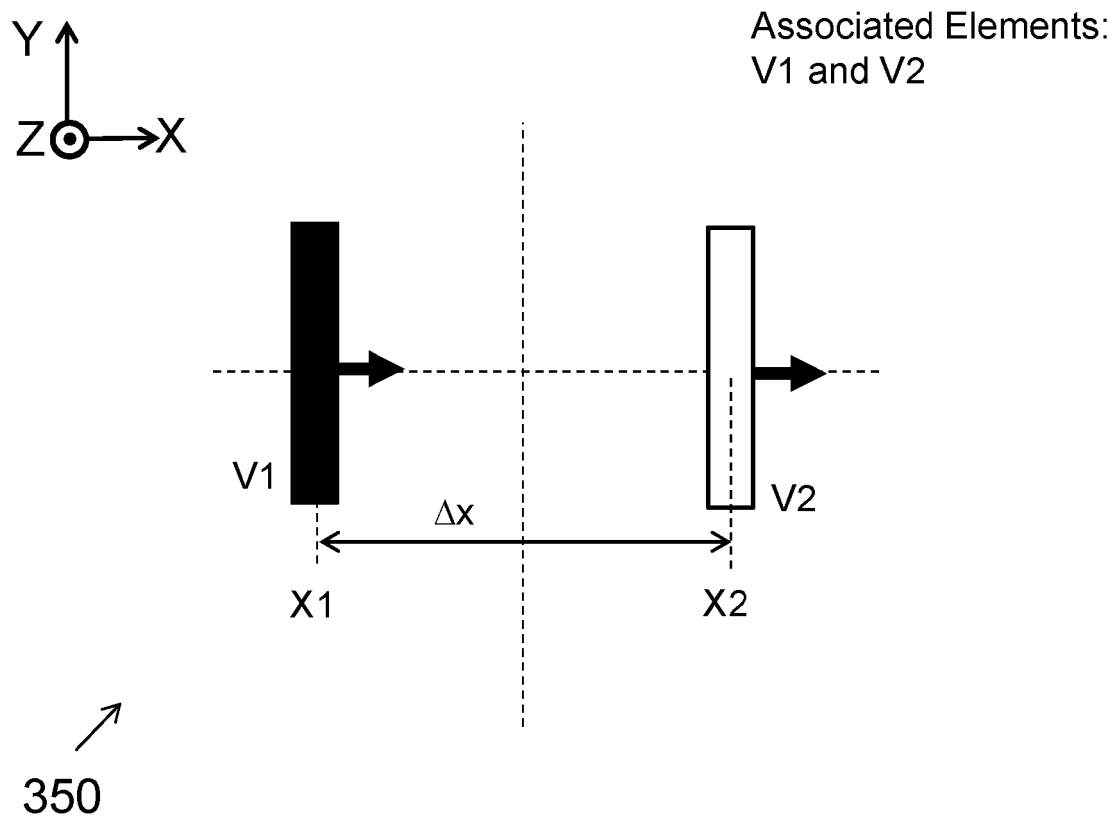 Associated Elements:
V1 and V2
Y
Z
X
V1
V2
Δx
X1
X2
350